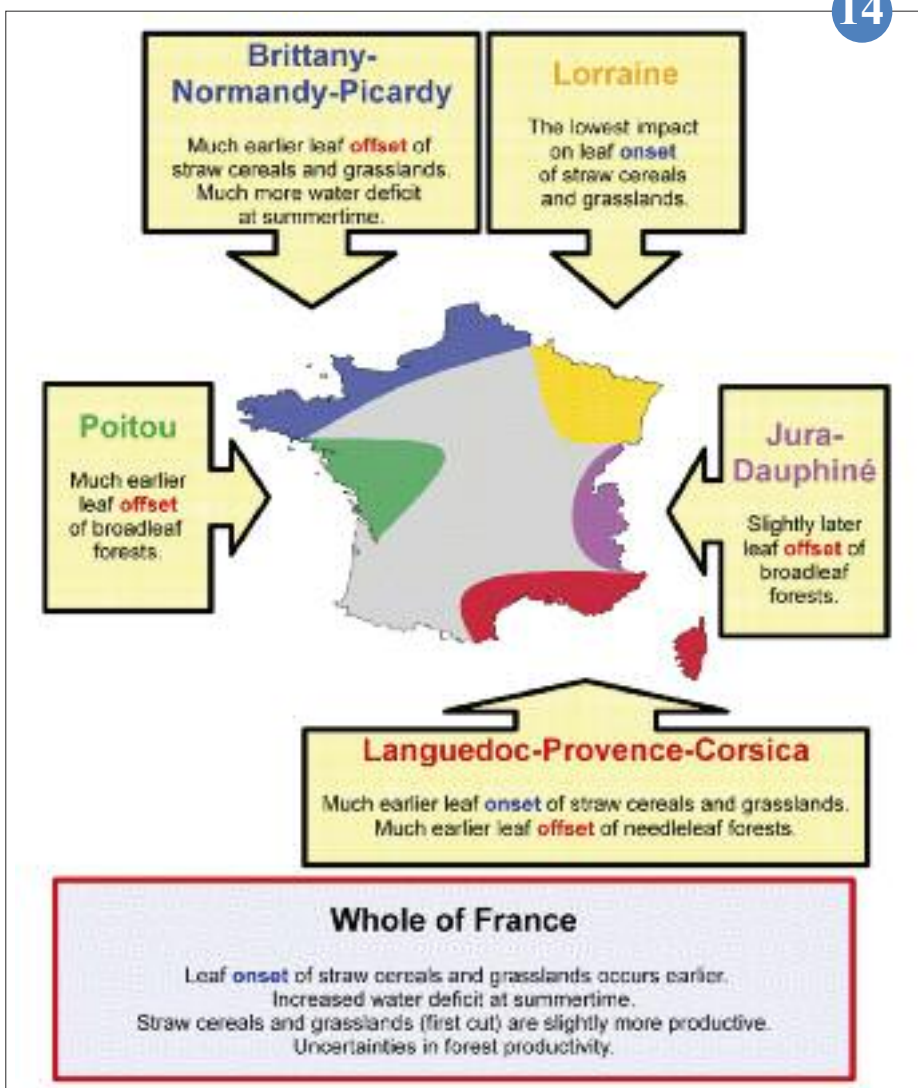 14
Brittany-
Normandy-Picardy
Much earlier leaf offset of
straw cereals and grasslands.
Much more water deficit
at summertime.
Lorraine
The lowest impact
on leaf onset
of straw cereals
and grasslands.
Poitou
Much earlier
leaf offset
of broadleaf
forests.
Jura-
Dauphiné
Slightly later
leaf offset of
broadleaf
forests.
Languedoc-Provence-Corsica
Much earlier leaf onset of straw cereals and grasslands.
Much earlier leaf offset of needleleaf forests.
Whole of France
Leaf onset of straw cereals and grasslands occurs earlier.
Increased water deficit at summertime.
Straw cereals and grasslands (first cut) are slightly more productive.
Uncertainties in forest productivity.